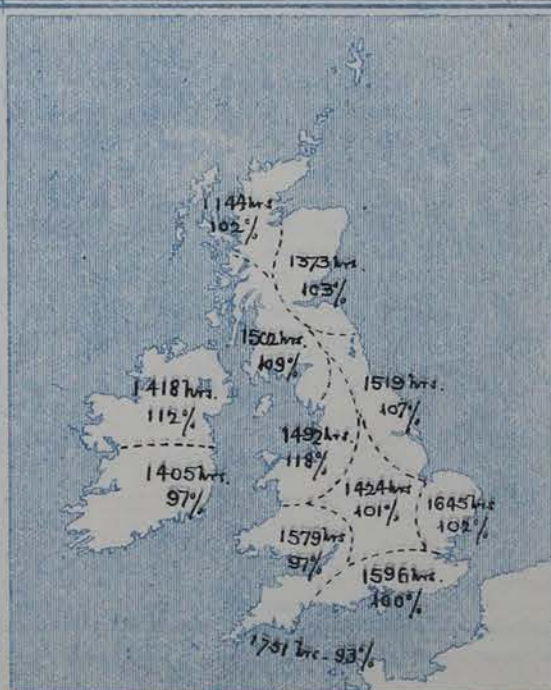 1144 hrs
102%
1373 hrs.
103%
1502 hrs.
109%
1418 hrs.
112%
1519 hrs.
107%
1492 hrs
118%
1405 hrs.
97%
1424 hrs
101%
1645 hrs
102%
1579 hrs
97%
1596 hrs.
100%
1751 hrs - 93%